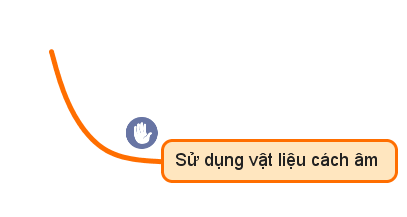 Sử dụng vật liệu cách âm